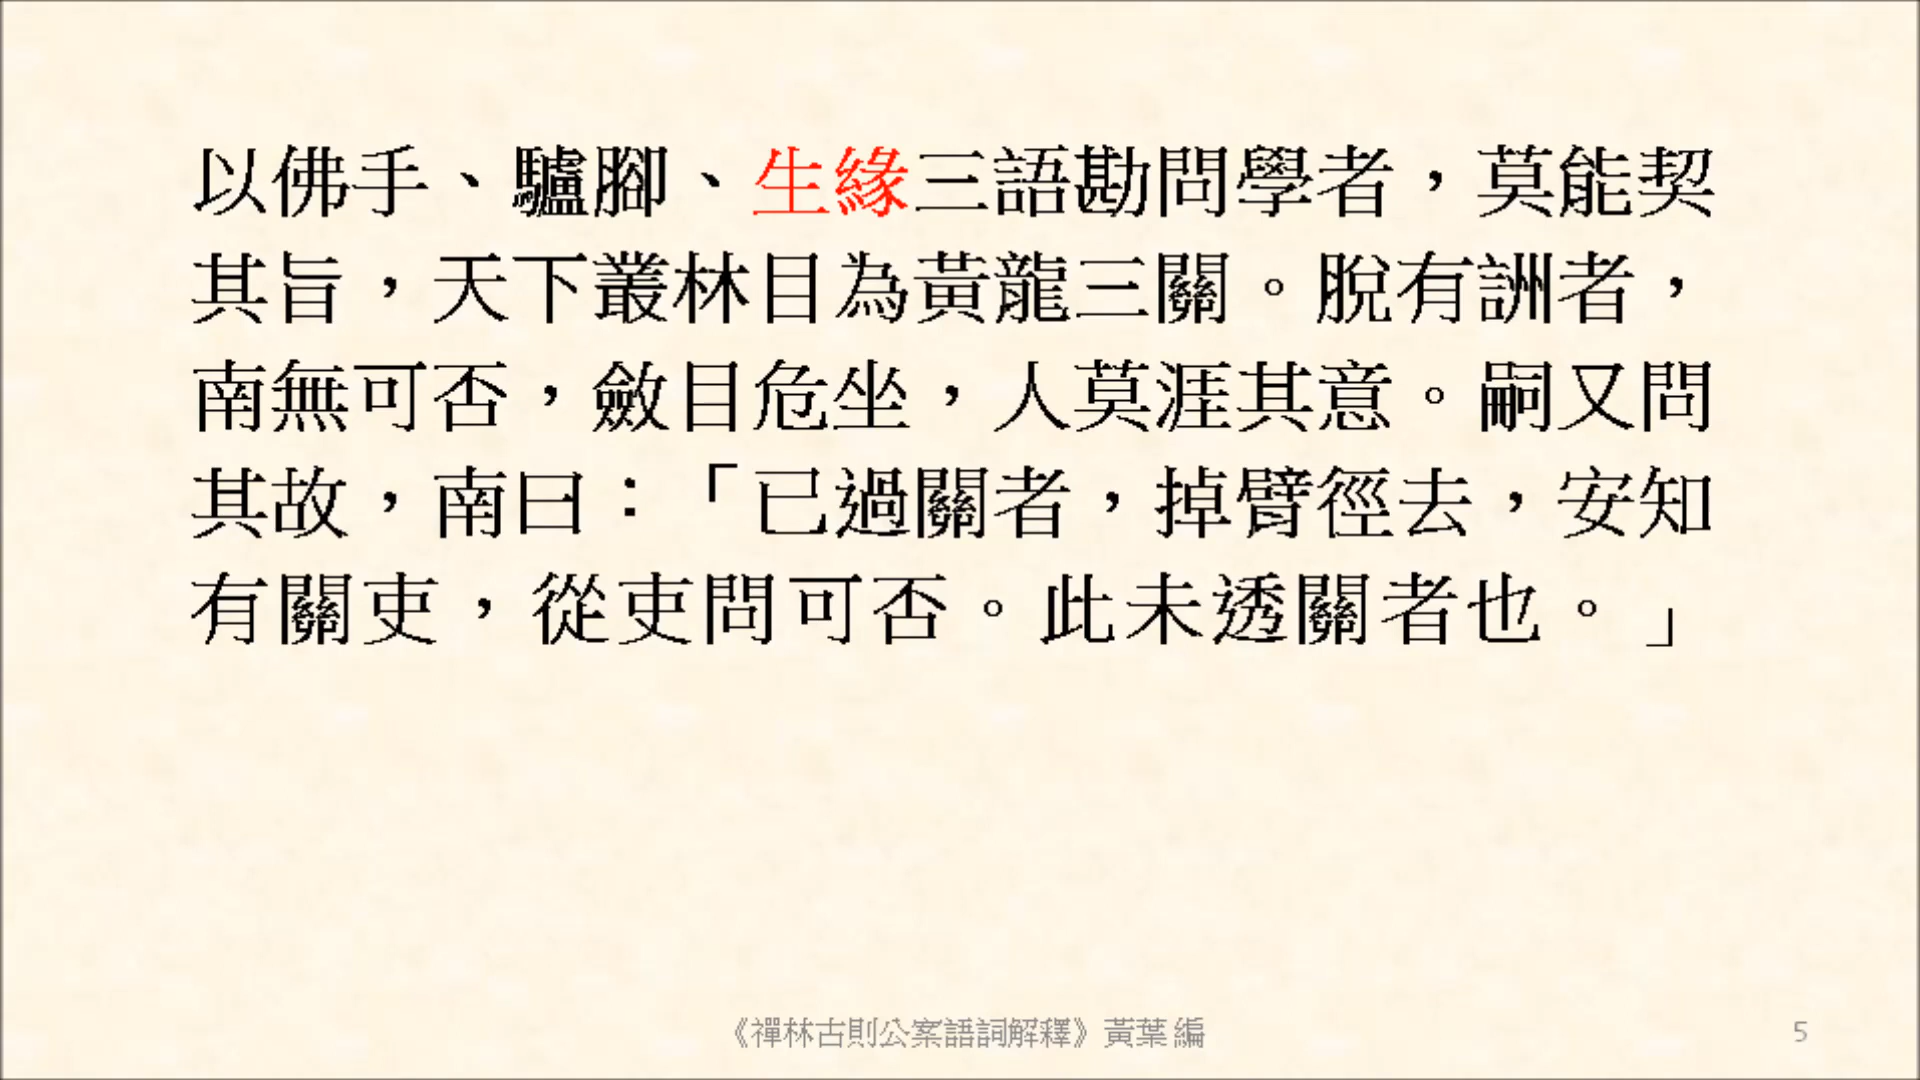 以佛手、驢腳、生緣三語勘問學者，莫能契
其旨，天下叢林目為黃龍三關。脫有詶者，
南無可否，斂目危坐，人莫涯其意。嗣又問
其故，南曰：「已過關者，掉臂徑去，安知
有關吏，從吏問可否。此未透關者也。」
《禪林古則公案語詞解釋》黃葉 編
5